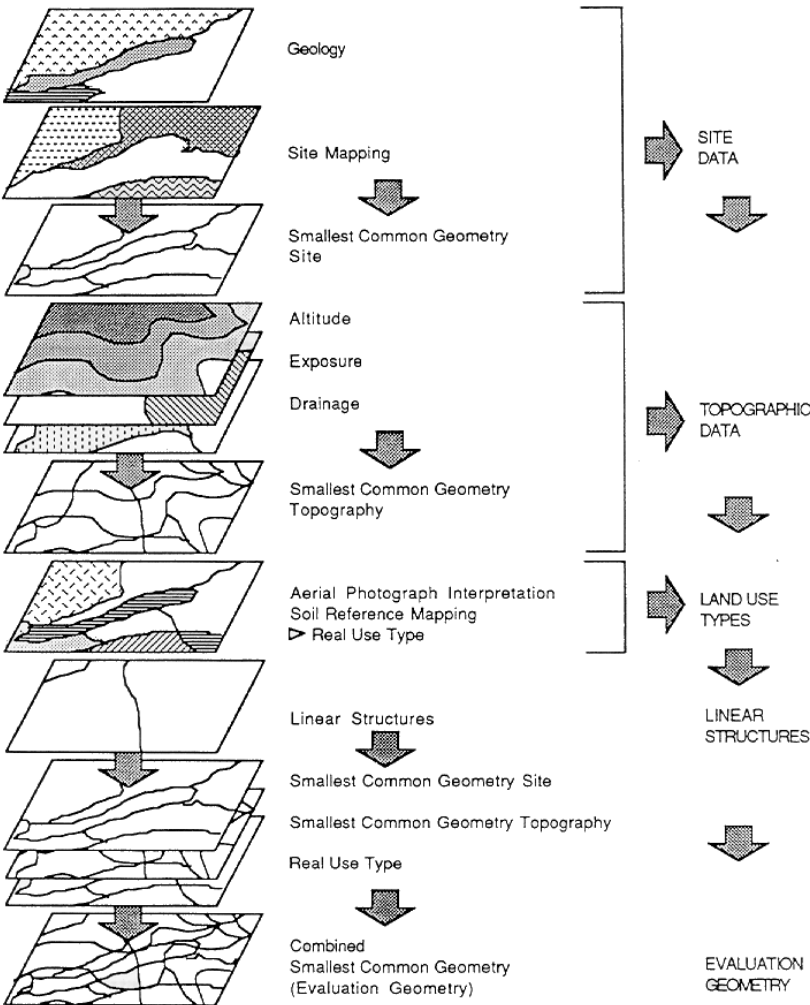 Geology
Site Mapping
SITE
DATA
Smallest Common Geometry
Site
Altitude
Exposure
Drainage
TOPOGRAPHIC
DATA
Smallest Common Geometry
Topography
Aerial Photograph Interpretation
Soil Reference Mapping
▷ Real Use Type
LAND USE
TYPES
Linear Structures
LINEAR
STRUCTURES
Smallest Common Geometry Site
Smallest Common Geometry Topography
Real Use Type
Combined
Smallest Common Geometry
(Evaluation Geometry)
EVALUATION
GEOMETRY